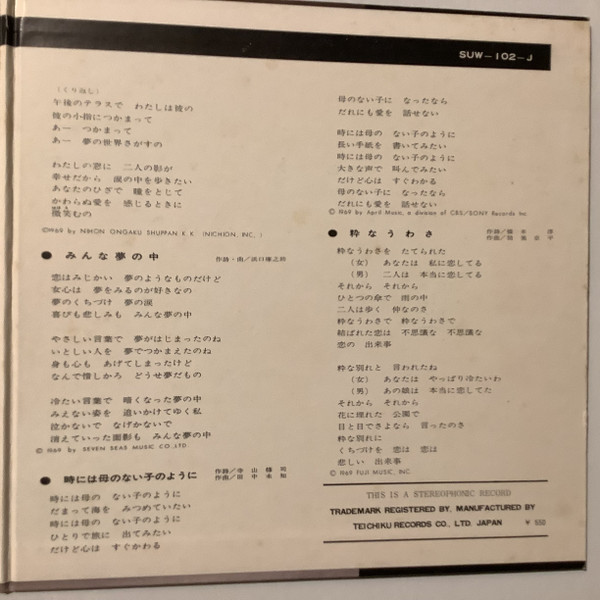 SUW-102-J
(くり返し)
午後のテラスで わたしは彼の
彼の小指につかまって
あー つかまって
あー 夢の世界さがすの
わたしの恋に 二人の影が
幸せだから 涙の中を歩きたい
あなたのひざで 瞳をとじて
かわらぬ愛を 感じるときに
微笑むの
©1969 by NIHON ONGAKU SHUPPAN K.K. (NICHION, INC.)
● みんな夢の中 作詩・曲/浜口庫之助
恋はみじかい 夢のようなものだけど
女心は 夢をみるのが好きなの
夢のくちづけ 夢の涙
喜びも悲しみも みんな夢の中
やさしい言葉で 夢がはじまったのね
いとしい人を 夢でつかまえたのね
身も心も あげてしまったけど
なんで惜しかろ どうせ夢だもの
冷たい言葉で 暗くなった夢の中
みえない姿を 追いかけてゆく私
泣かないで なげかないで
消えていった面影も みんな夢の中
© 1969 by SEVEN SEAS MUSIC CO.LTD
● 時には母のない子のように 作詩/寺山修司
作曲/田中未知
時には母の ない子のように
だまって海を みつめていたい
時には母の ない子のように
ひとりで旅に 出てみたい
だけど心は すぐかわる
母のない子に なったなら
だれにも愛を 話せない
時には母の ない子のように
長い手紙を 書いてみたい
時には母の ない子のように
大きな声で 叫んでみたい
だけど心は すぐわかる
母のない子に なったなら
だれにも愛を 話せない
© 1969 by April Music, a division of CBS/SONY Records Inc.
● 粋なうわさ 作詩/橋本 淳
作曲/
粋なうわさを たてられた
(女) あなたは 私に恋してる
(男) 二人は 本当に恋してる
それから それから
ひとつの傘で 雨の中
二人は歩く 仲なのさ
粋なうわさで 粋なうわさで
結ばれた恋は 不思議な 不思議な
恋の 出来事
粋な別れと 言われたね
(女) あなたは やっぱり冷たいわ
(男) あの娘は 本当に恋してた
それから それから
花に埋れた 公園で
目と目でさよなら 言ったのさ
粋な別れに
くちづけを 恋は 恋は
悲しい 出来事
© 1969 FUJI MUSIC, INC.
THIS IS A STEREOPHONIC RECORD
TRADEMARK REGISTERED BY. MANUFACTURED BY
TEICHIKU RECORDS CO., LTD. JAPAN ¥ 550